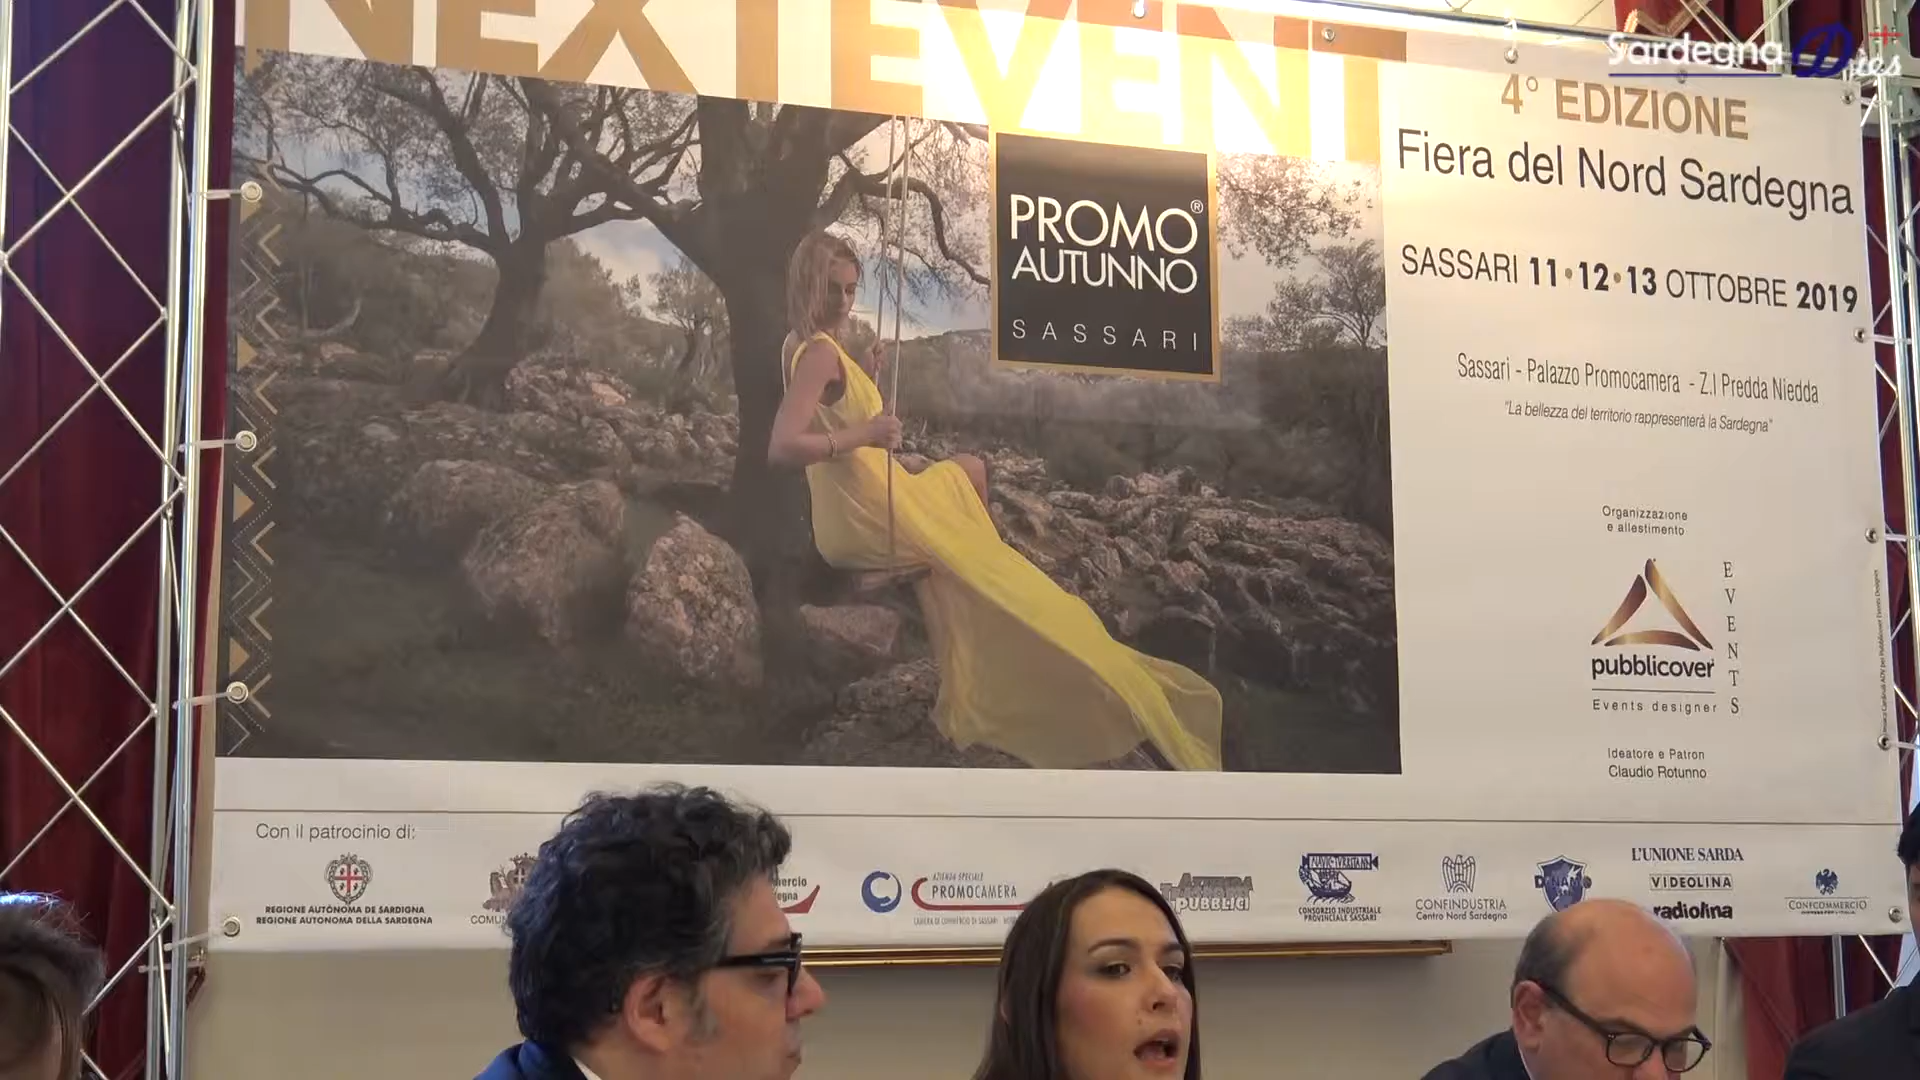 NEXTEVENT
Sardegna Dies
4° EDIZIONE
Fiera del Nord Sardegna
PROMO®
AUTUNNO
SASSARI
SASSARI 11•12•13 OTTOBRE 2019
Sassari - Palazzo Promocamera - Z.I Predda Niedda
"La bellezza del territorio rappresenterà la Sardegna"
Organizzazione
e allestimento
pubblicover
EVENTS
Events designer
Ideatore e Patron
Claudio Rotunno
Con il patrocinio di:
REGIONE AUTÒNOMA DE SARDIGNA
REGIONE AUTONOMA DELLA SARDEGNA
COMUN
AZIENDA SPECIALE
PROMOCAMERA
CONSORZIO INDUSTRIALE
PROVINCIALE SASSARI
CONFINDUSTRIA
Centro Nord Sardegna
DINAMO
L'UNIONE SARDA
VIDEOLINA
radiolina
CONFCOMMERCIO